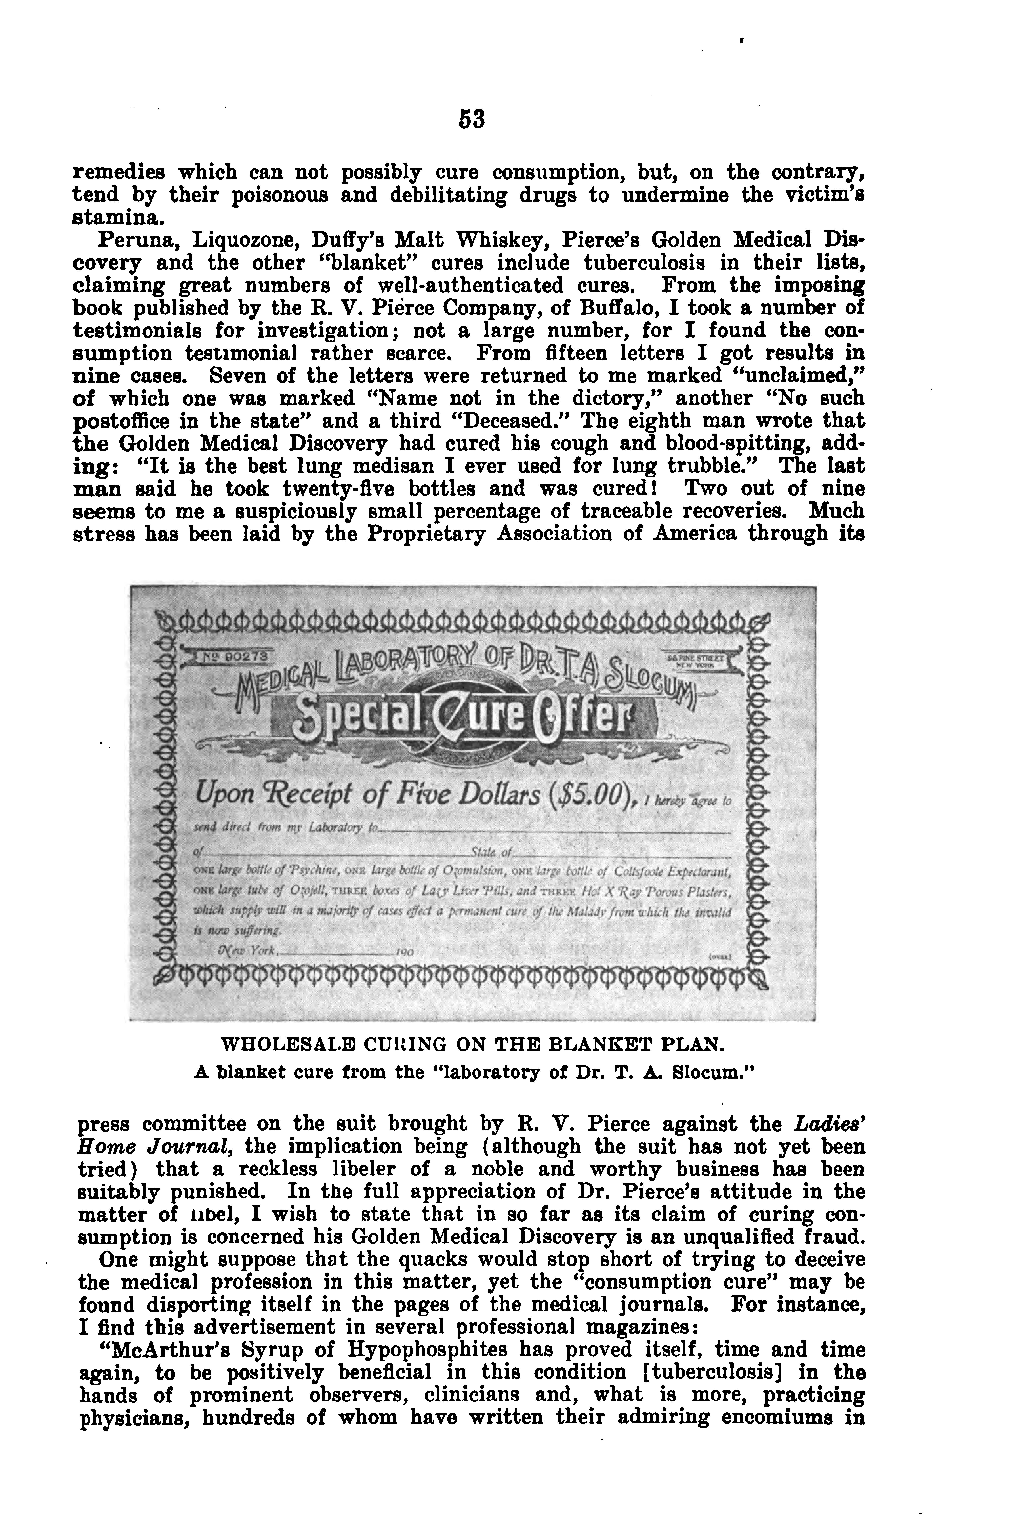 53
remedies which can not possibly cure consumption, but, on the contrary,
tend by their poisonous and debilitating drugs to undermine the victim's
stamina.
Peruna, Liquozone, Duffy's Malt Whiskey, Pierce's Golden Medical Dis-
covery and the other "blanket" cures include tuberculosis in their lists,
claiming great numbers of well-authenticated cures. From the imposing
book published by the R. V. Pierce Company, of Buffalo, I took a number of
testimonials for investigation; not a large number, for I found the con-
sumption testimonial rather scarce. From fifteen letters I got results in
nine cases. Seven of the letters were returned to me marked "unclaimed,"
of which one was marked "Name not in the dictory," another "No such
postoffice in the state" and a third "Deceased." The eighth man wrote that
the Golden Medical Discovery had cured his cough and blood-spitting, add-
ing: "It is the best lung medisan I ever used for lung trubble." The last
man said he took twenty-five bottles and was cured! Two out of nine
seems to me a suspiciously small percentage of traceable recoveries. Much
stress has been laid by the Proprietary Association of America through its
No 90273
MEDICAL LABORATORY OF DR. T. A. SLOCUM
PINE STREET
NEW YORK
Special Cure Offer
Upon Receipt of Five Dollars ($5.00), I hereby agree to
send direct from my Laboratory to
of State of
ONE large bottle of Psychine, ONE large bottle of Ozomulsion, ONE large bottle of Coltsfoote Expectorant,
ONE large tube of Ozojell, THREE boxes of Lazy Liver Pills, and THREE Hot X Ray Porous Plasters,
which supply will in a majority of cases effect a permanent cure of the Malady from which the invalid
is now suffering.
New York, 190
(OVER)
WHOLESALE CURING ON THE BLANKET PLAN.
A blanket cure from the "laboratory of Dr. T. A. Slocum."
press committee on the suit brought by R. V. Pierce against the Ladies'
Home Journal, the implication being (although the suit has not yet been
tried) that a reckless libeler of a noble and worthy business has been
suitably punished. In the full appreciation of Dr. Pierce's attitude in the
matter of libel, I wish to state that in so far as its claim of curing con-
sumption is concerned his Golden Medical Discovery is an unqualified fraud.
One might suppose that the quacks would stop short of trying to deceive
the medical profession in this matter, yet the "consumption cure" may be
found disporting itself in the pages of the medical journals. For instance,
I find this advertisement in several professional magazines:
"McArthur's Syrup of Hypophosphites has proved itself, time and time
again, to be positively beneficial in this condition [tuberculosis] in the
hands of prominent observers, clinicians and, what is more, practicing
physicians, hundreds of whom have written their admiring encomiums in